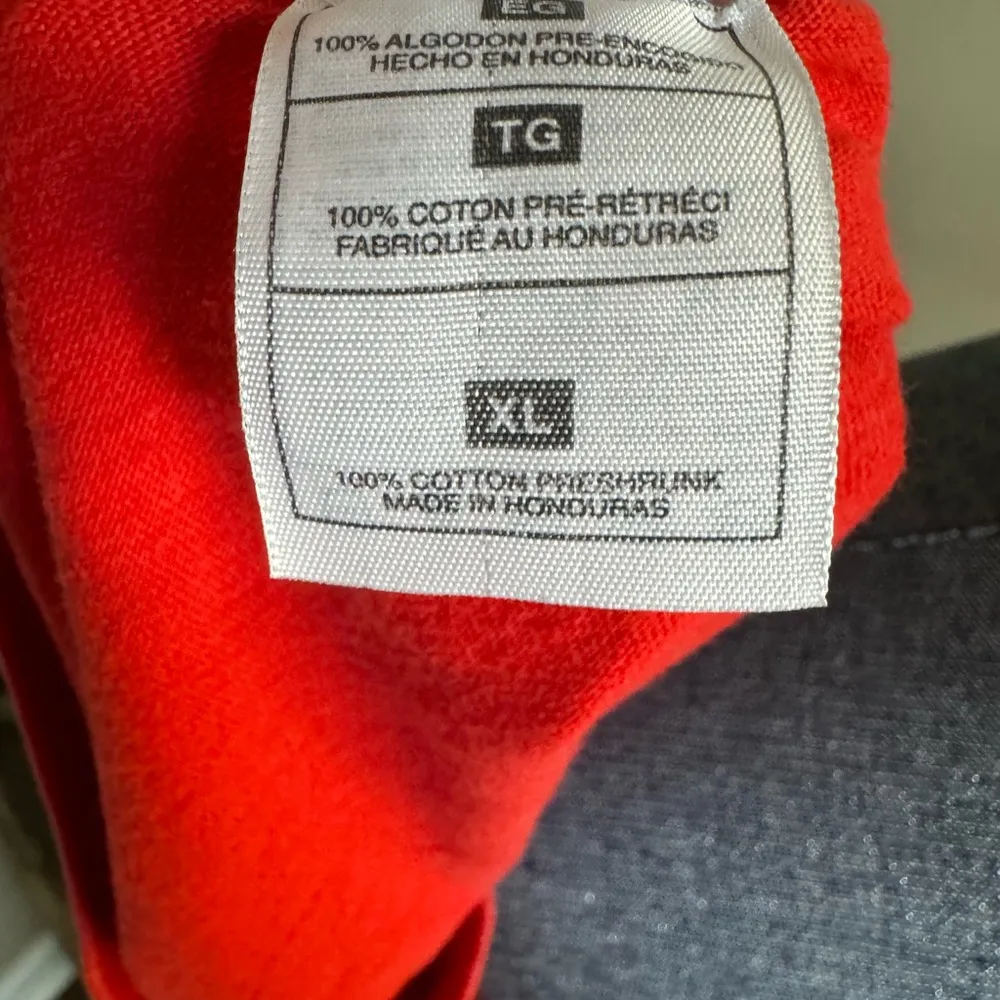 EG
100% ALGODON PRE-ENCOGIDO
HECHO EN HONDURAS
TG
100% COTON PRÉ-RÉTRÉCI
FABRIQUÉ AU HONDURAS
XL
100% COTTON PRESHRUNK
MADE IN HONDURAS